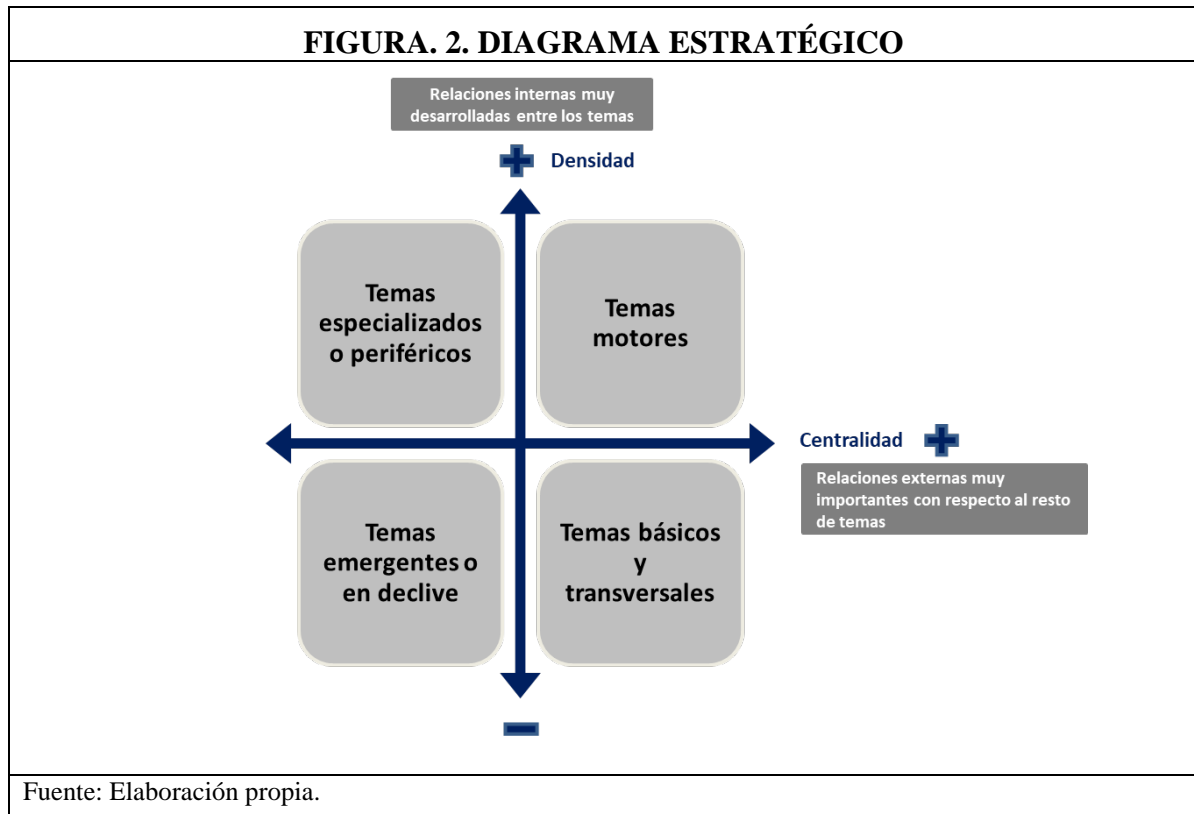 FIGURA. 2. DIAGRAMA ESTRATÉGICO
Relaciones internas muy
desarrolladas entre los temas
Densidad
Temas
especializados
o periféricos
Temas
motores
Centralidad
Relaciones externas muy
importantes con respecto al resto
de temas
Temas
emergentes o
en declive
Temas básicos
y
transversales
Fuente: Elaboración propia.